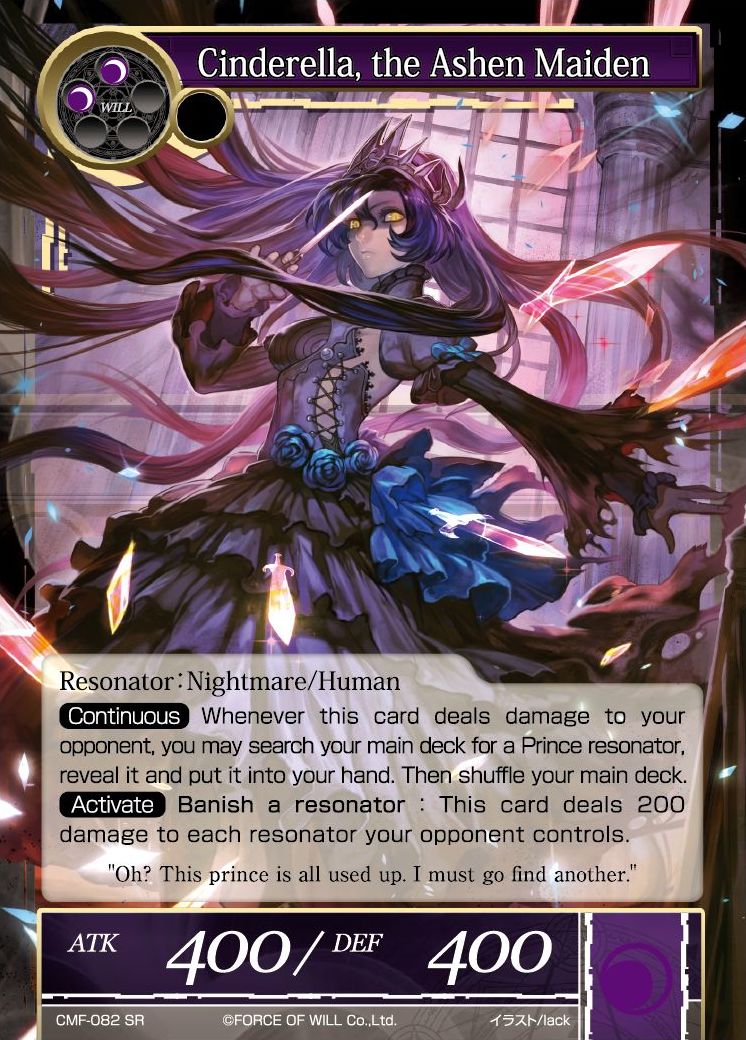 Cinderella, the Ashen Maiden
WILL
Resonator:Nightmare/Human
Continuous Whenever this card deals damage to your
opponent, you may search your main deck for a Prince resonator,
reveal it and put it into your hand. Then shuffle your main deck.
Activate Banish a resonator : This card deals 200
damage to each resonator your opponent controls.
"Oh? This prince is all used up. I must go find another."
ATK 400/ DEF 400
CMF-082 SR ©FORCE OF WILL Co.,Ltd. イラスト/lack